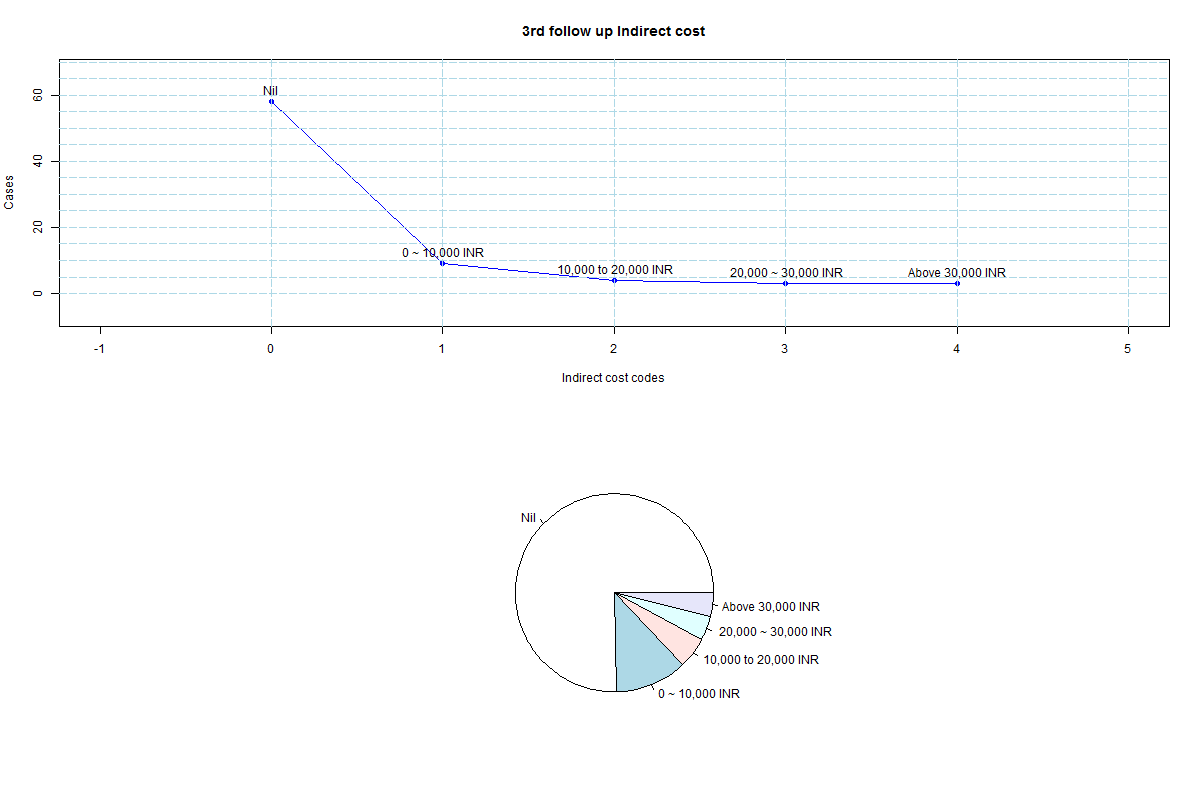 3rd follow up Indirect cost
60
40
20
0
Cases
Nil
0 ~ 10,000 INR
10,000 to 20,000 INR
20,000 ~ 30,000 INR
Above 30,000 INR
-1 0 1 2 3 4 5
Indirect cost codes
Nil
Above 30,000 INR
20,000 ~ 30,000 INR
10,000 to 20,000 INR
0 ~ 10,000 INR